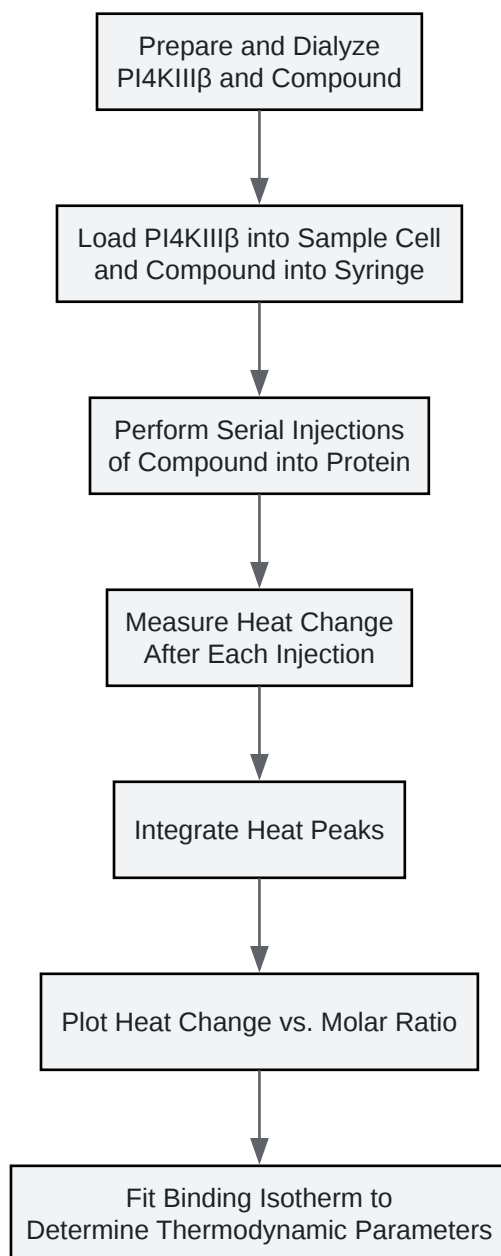 Prepare and Dialyze
PI4KIIIβ and Compound
Load PI4KIIIβ into Sample Cell
and Compound into Syringe
Perform Serial Injections
of Compound into Protein
Measure Heat Change
After Each Injection
Integrate Heat Peaks
Plot Heat Change vs. Molar Ratio
Fit Binding Isotherm to
Determine Thermodynamic Parameters